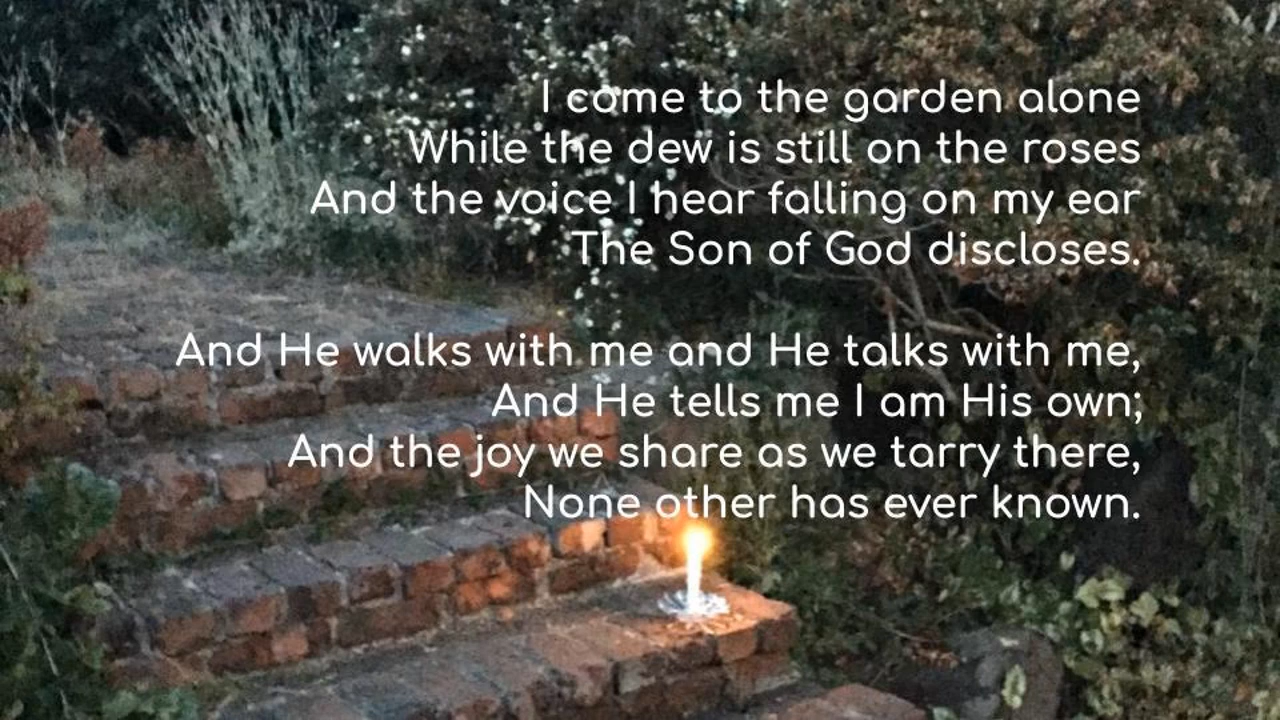 I come to the garden alone
While the dew is still on the roses
And the voice I hear falling on my ear
The Son of God discloses.
And He walks with me and He talks with me,
And He tells me I am His own;
And the joy we share as we tarry there,
None other has ever known.